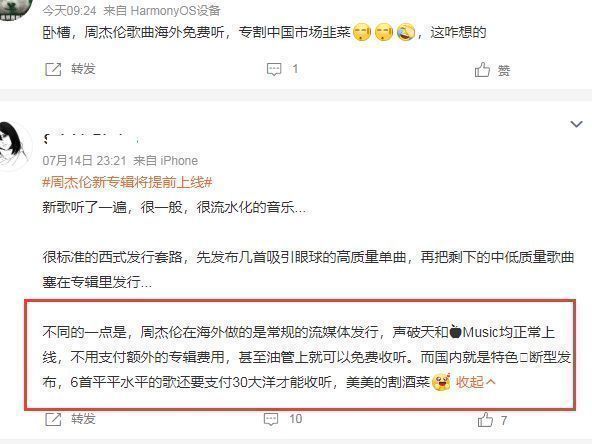 今天09:24 来自 HarmonyOS设备
卧槽，周杰伦歌曲海外免费听，专割中国市场韭菜，这咋想的
转发 1 赞
07月14日 23:21 来自 iPhone
#周杰伦新专辑将提前上线#
新歌听了一遍，很一般，很流水化的音乐...
很标准的西式发行套路，先发布几首吸引眼球的高质量单曲，再把剩下的中低质量歌曲
塞在专辑里发行...
不同的一点是，周杰伦在海外做的是常规的流媒体发行，声破天和🍎Music均正常上
线，不用支付额外的专辑费用，甚至油管上就可以免费收听。而国内就是特色□断型发
布，6首平平水平的歌还要支付30大洋才能收听，美美的割酒菜 收起
转发 10 7